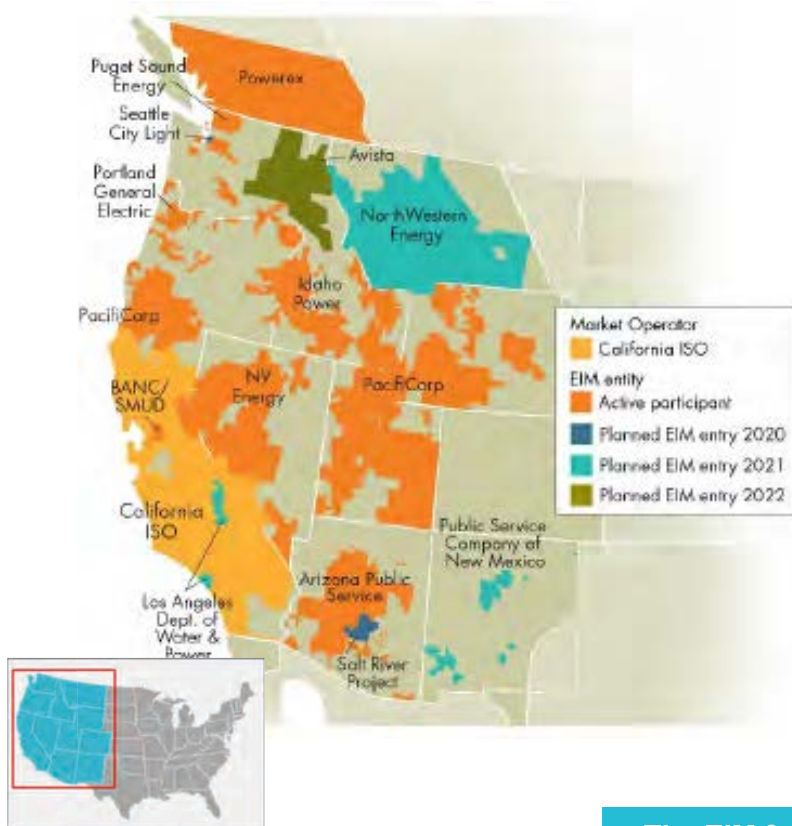 Puget Sound
Energy
Powerex
Seattle
City Light
Avista
Portland
General
Electric
NorthWestern
Energy
Idaho
Power
PacifiCorp
Market Operator
California ISO
EIM entity
Active participant
Planned EIM entry 2020
Planned EIM entry 2021
Planned EIM entry 2022
BANC/
SMUD
NV
Energy
PacifiCorp
California
ISO
Public Service
Company of
New Mexico
Arizona Public
Service
Los Angeles
Dept. of
Water &
Power
Salt River
Project